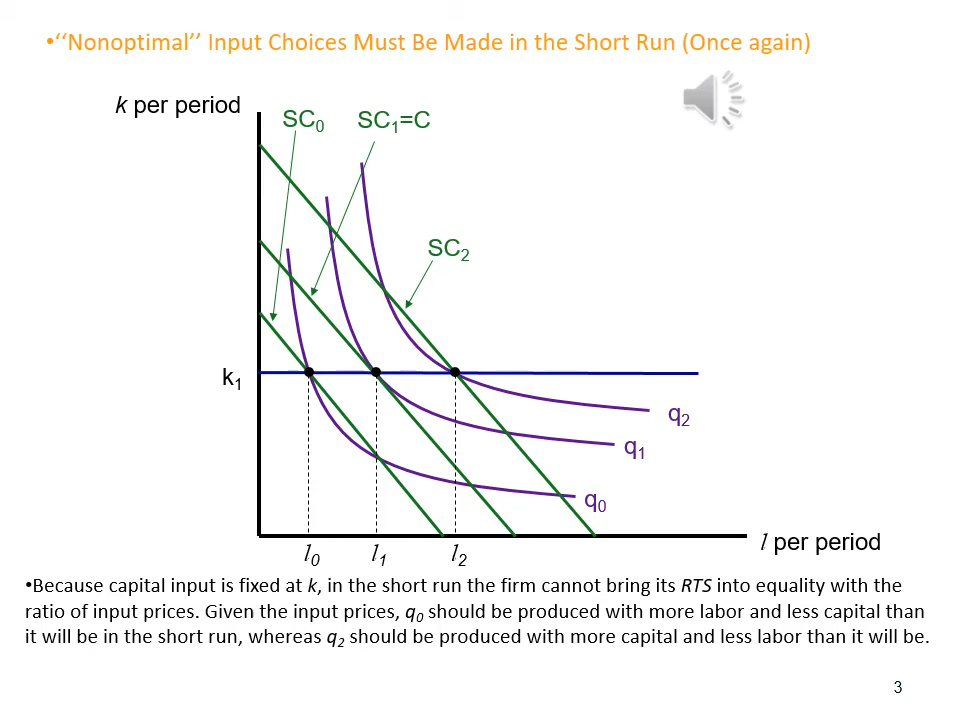 •‘‘Nonoptimal’’ Input Choices Must Be Made in the Short Run (Once again)
k per period
SC0 SC1=C
SC2
k1
q2
q1
q0
l0 l1 l2
l per period
•Because capital input is fixed at k, in the short run the firm cannot bring its RTS into equality with the
ratio of input prices. Given the input prices, q0 should be produced with more labor and less capital than
it will be in the short run, whereas q2 should be produced with more capital and less labor than it will be.
3